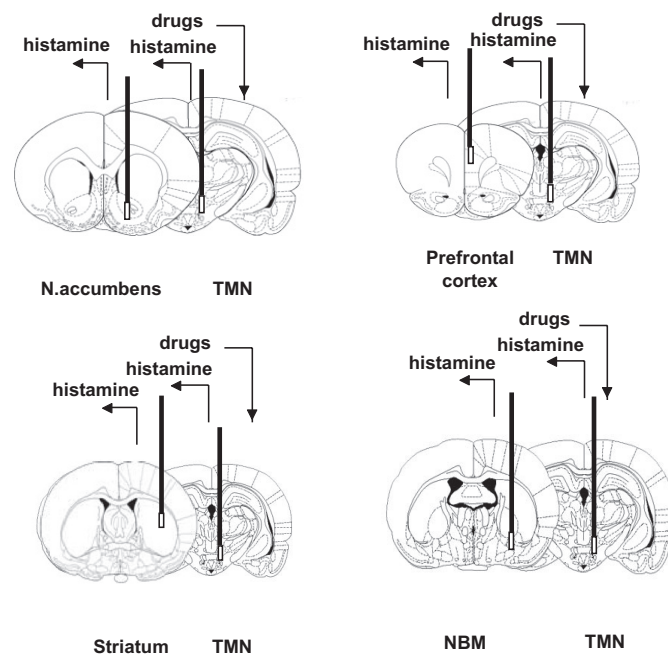 drugs
histamine histamine
N.accumbens TMN
drugs
histamine histamine
Prefrontal cortex TMN
drugs
histamine
histamine
Striatum TMN
drugs
histamine
histamine
NBM TMN